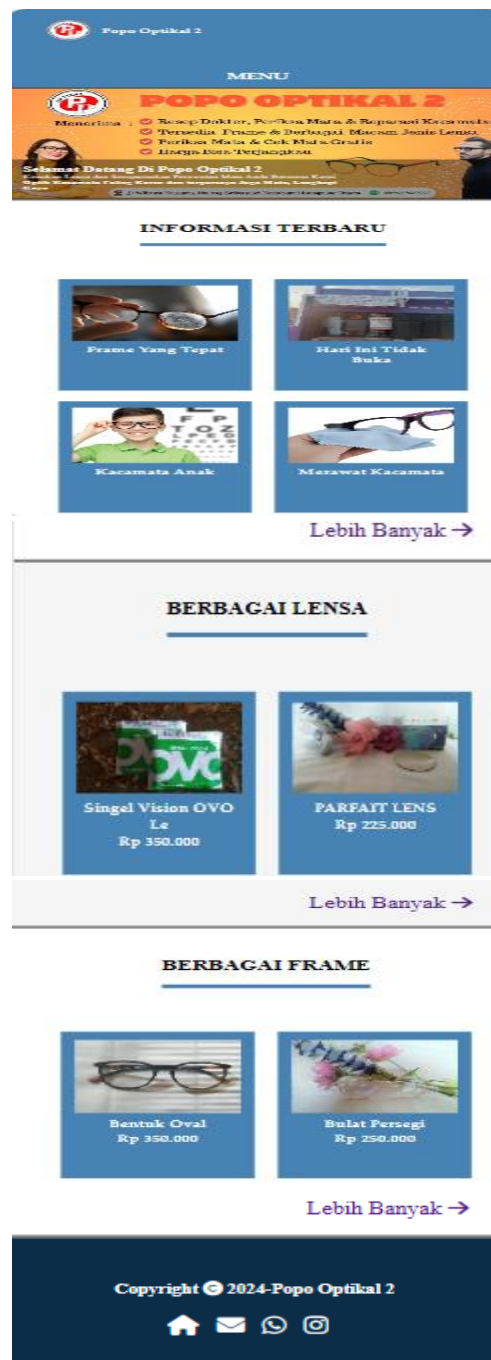 Popo Optikal 2
MENU
POPO OPTIKAL 2
Menerima : Resep Dokter, Periksa Mata & Reparasi Kacamata
Tersedia Frame & Berbagai Macam Jenis Lensa
Periksa Mata & Cek Mata Gratis
Harga Bisa Terjangkau
Selamat Datang Di Popo Optikal 2
INFORMASI TERBARU
Frame Yang Tepat
Hari Ini Tidak
Buka
Kacamata Anak
Merawat Kacamata
Lebih Banyak →
BERBAGAI LENSA
OVO
Singel Vision OVO
Le
Rp 350.000
PARFAIT LENS
Rp 225.000
Lebih Banyak →
BERBAGAI FRAME
Bentuk Oval
Rp 350.000
Bulat Persegi
Rp 250.000
Lebih Banyak →
Copyright © 2024-Popo Optikal 2